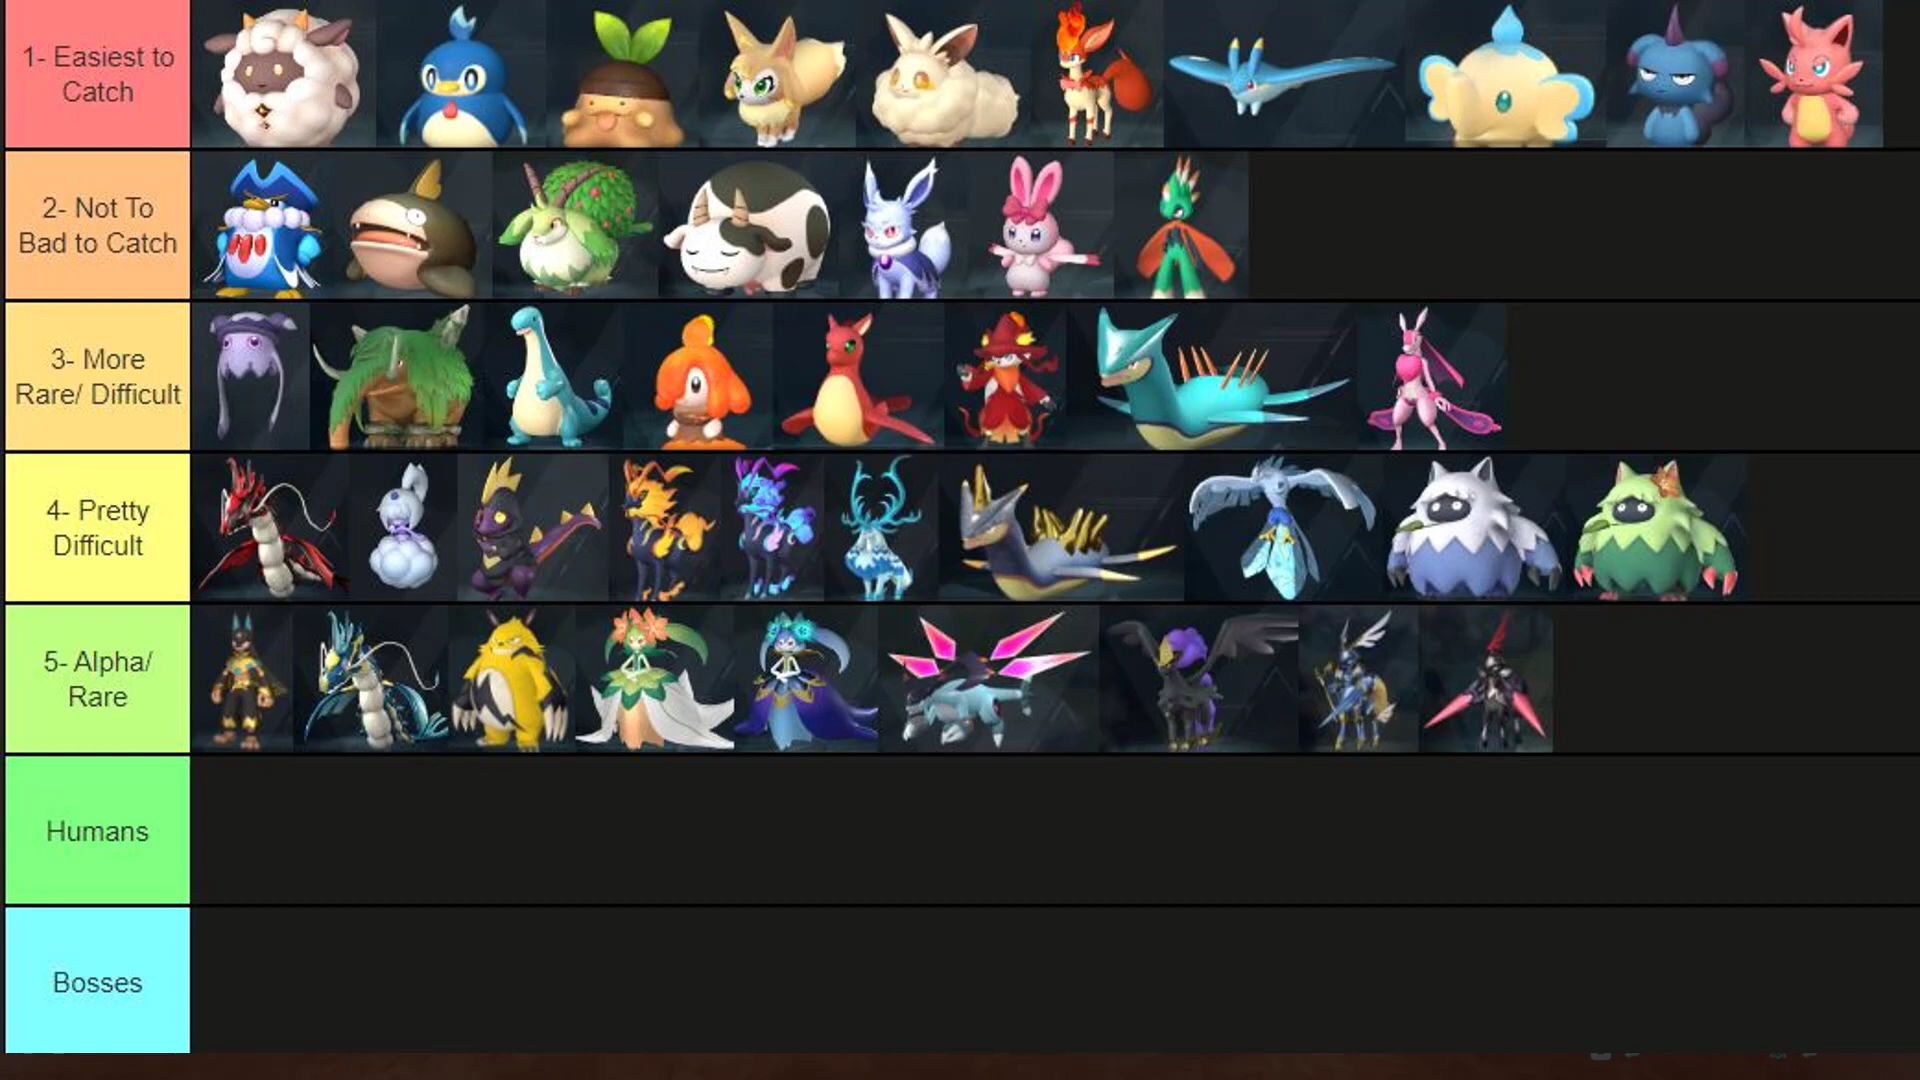 1- Easiest to
Catch
2- Not To
Bad to Catch
3- More
Rare/ Difficult
4- Pretty
Difficult
5- Alpha/
Rare
Humans
Bosses